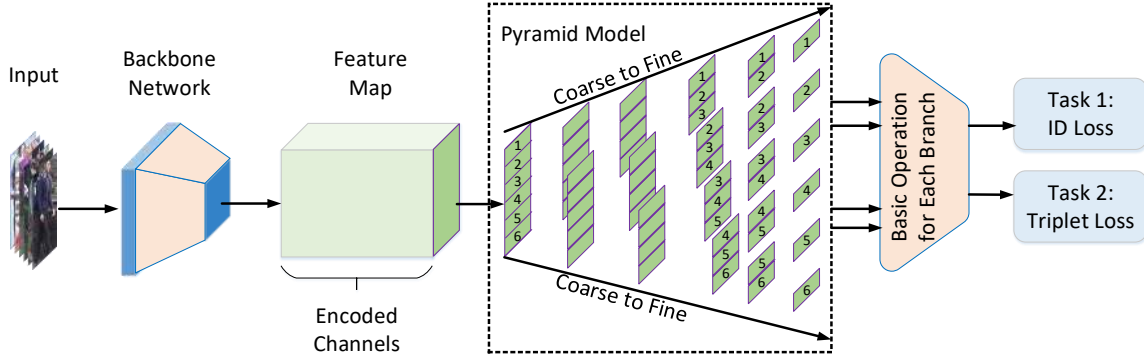 Input
Backbone
Network
Feature
Map
Encoded
Channels
Pyramid Model
Coarse to Fine
Coarse to Fine
1
2
3
4
5
6
1
2
3
2
3
4
3
4
5
4
5
6
1
2
2
3
3
4
4
5
5
6
1
2
3
4
5
6
Basic Operation
for Each Branch
Task 1:
ID Loss
Task 2:
Triplet Loss